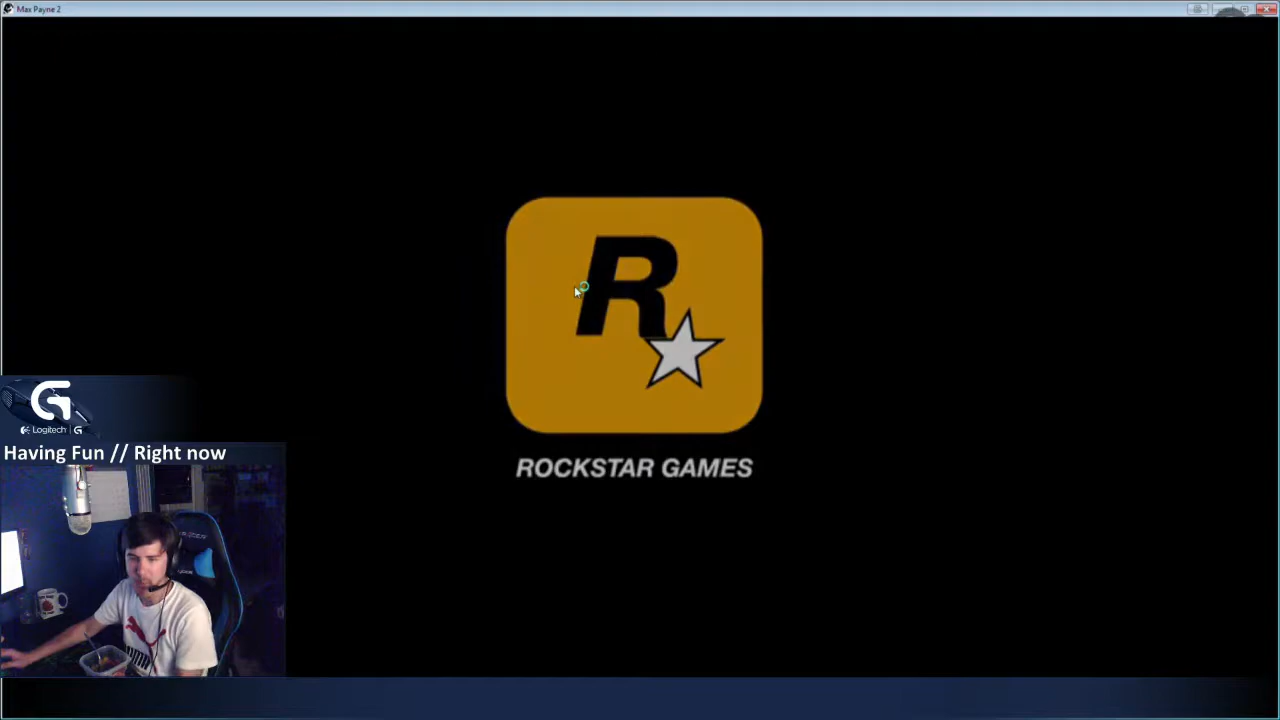 Max Payne 2
R
ROCKSTAR GAMES
G
Logitech | G
Having Fun // Right now